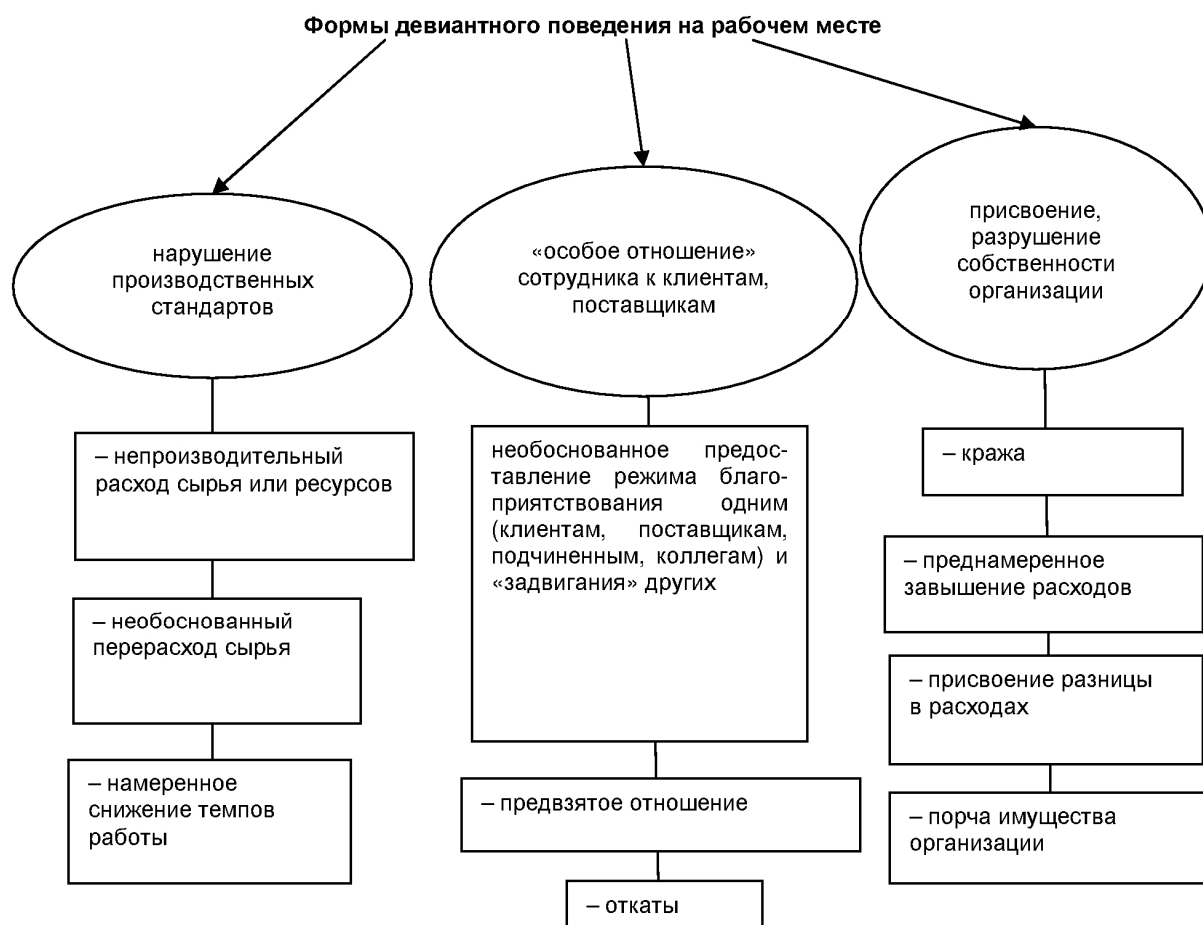 Формы девиантного поведения на рабочем месте
нарушение
производственных
стандартов
– непроизводительный
расход сырья или ресурсов
– необоснованный
перерасход сырья
– намеренное
снижение темпов
работы
«особое отношение»
сотрудника к клиентам,
поставщикам
необоснованное предос-
тавление режима благо-
приятствования одним
(клиентам, поставщикам,
подчиненным, коллегам) и
«задвигания» других
– предвзятое отношение
– откаты
присвоение,
разрушение
собственности
организации
– кража
– преднамеренное
завышение расходов
– присвоение разницы
в расходах
– порча имущества
организации